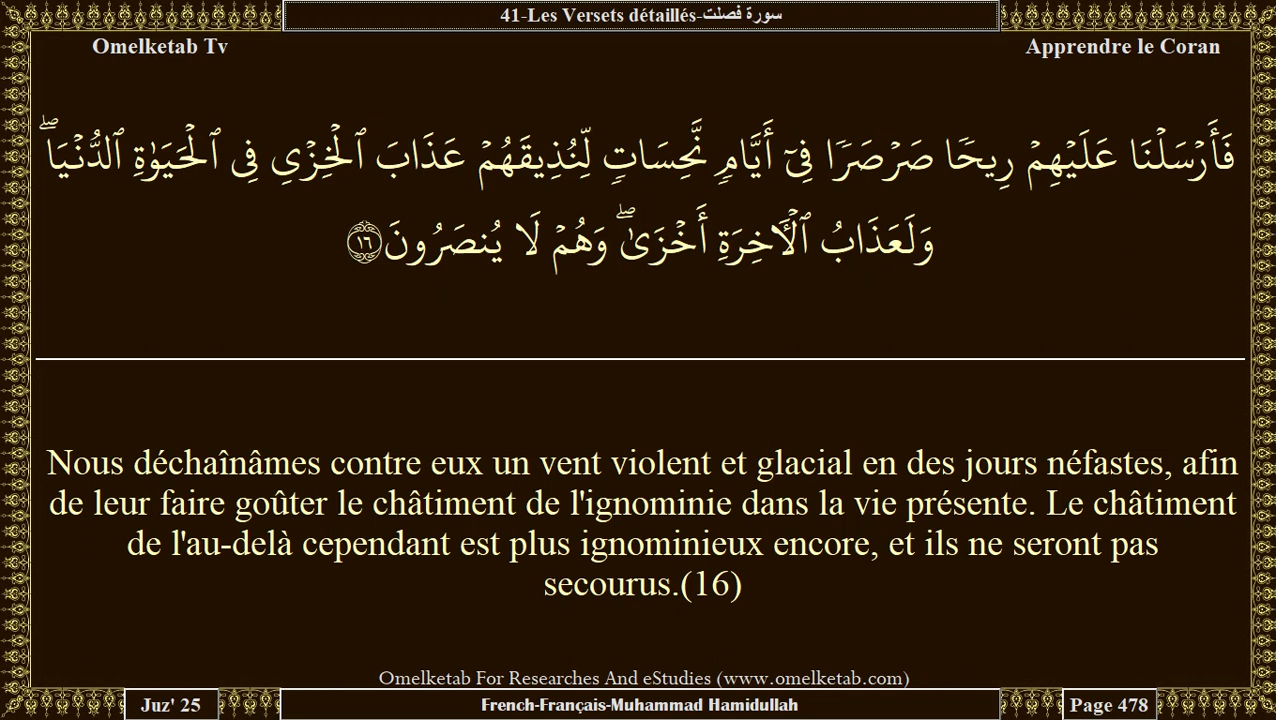 41-Les Versets détaillés-سورة فصلت
Omelketab Tv
Apprendre le Coran
فَأَرْسَلْنَا عَلَيْهِمْ رِيحًا صَرْصَرًا فِىٓ أَيَّامٍ نَّحِسَاتٍ لِّنُذِيقَهُمْ عَذَابَ ٱلْخِزْىِ فِى ٱلْحَيَوٰةِ ٱلدُّنْيَا ۖ
وَلَعَذَابُ ٱلْـَٔاخِرَةِ أَخْزَىٰ ۖ وَهُمْ لَا يُنصَرُونَ ١٦
Nous déchaînâmes contre eux un vent violent et glacial en des jours néfastes, afin
de leur faire goûter le châtiment de l'ignominie dans la vie présente. Le châtiment
de l'au-delà cependant est plus ignominieux encore, et ils ne seront pas
secourus.(16)
Omelketab For Researches And eStudies (www.omelketab.com)
Juz' 25
French-Français-Muhammad Hamidullah
Page 478